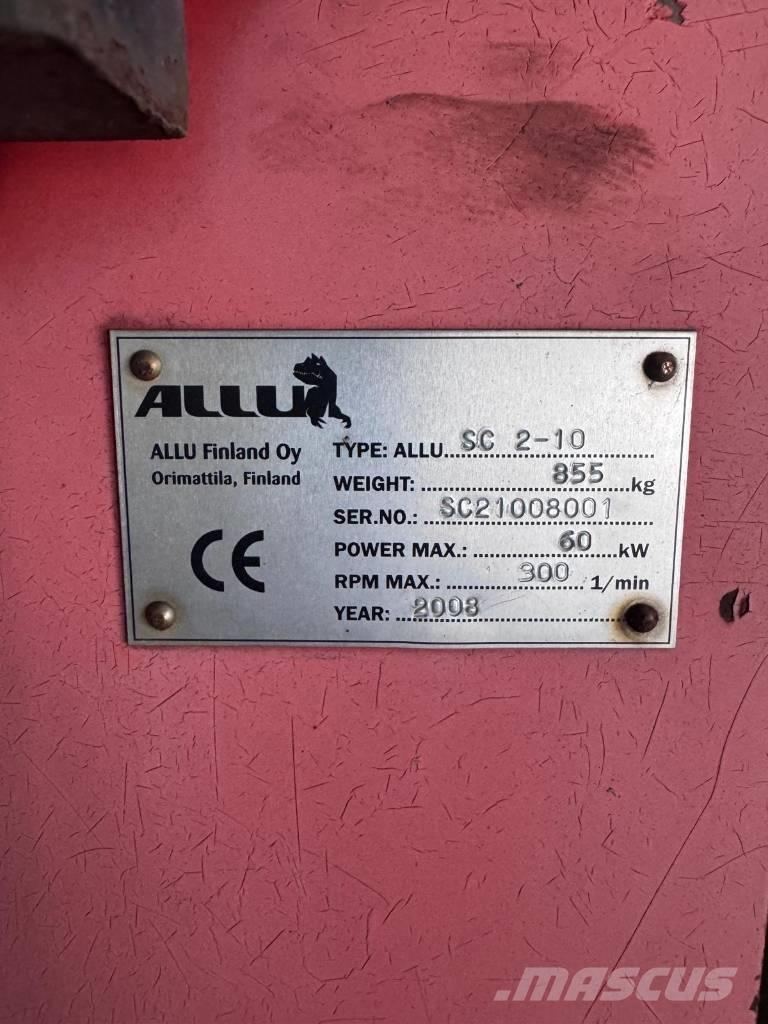 ALLU
ALLU Finland Oy
Orimattila, Finland
CE
TYPE: ALLU SC 2-10
WEIGHT: 855 kg
SER.NO.: SC21008001
POWER MAX.: 60 kW
RPM MAX.: 300 1/min
YEAR: 2008
MASCUS